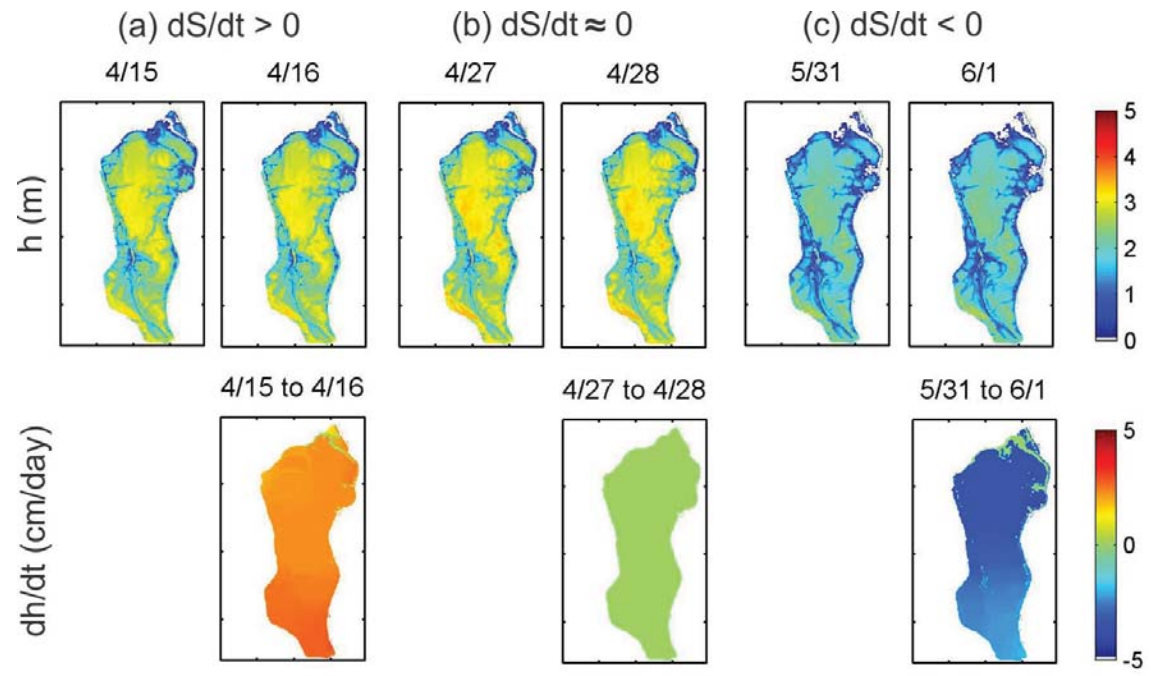 (a) dS/dt > 0
(b) dS/dt ≈ 0
(c) dS/dt < 0
4/15
4/16
4/27
4/28
5/31
6/1
h (m)
5
4
3
2
1
0
4/15 to 4/16
4/27 to 4/28
5/31 to 6/1
dh/dt (cm/day)
5
0
-5